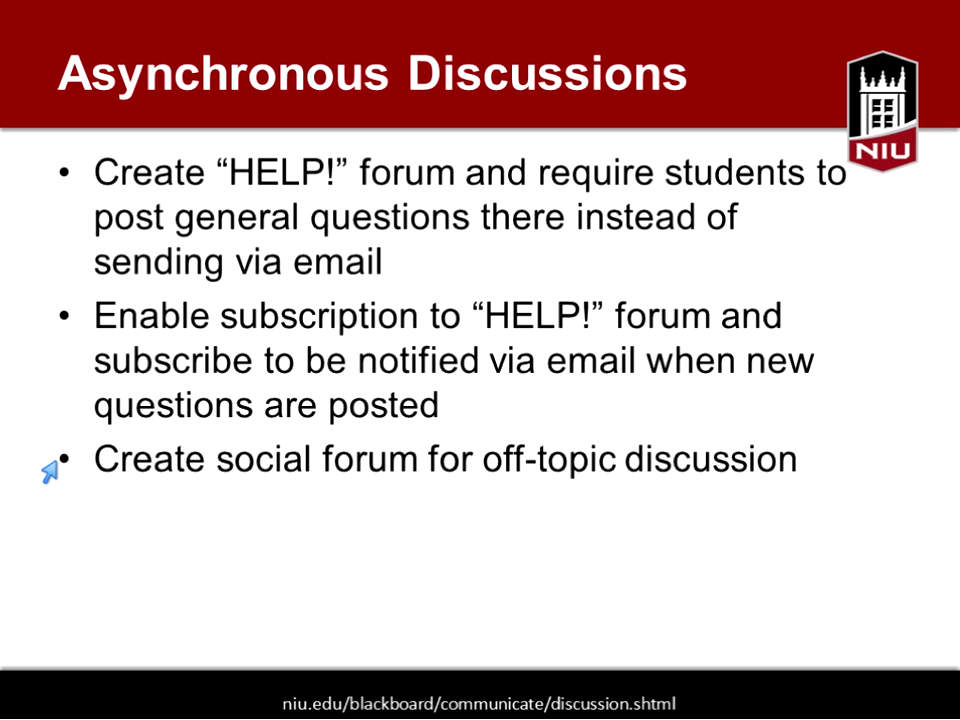 Asynchronous Discussions
NIU
• Create “HELP!” forum and require students to
post general questions there instead of
sending via email
• Enable subscription to “HELP!” forum and
subscribe to be notified via email when new
questions are posted
• Create social forum for off-topic discussion
niu.edu/blackboard/communicate/discussion.shtml